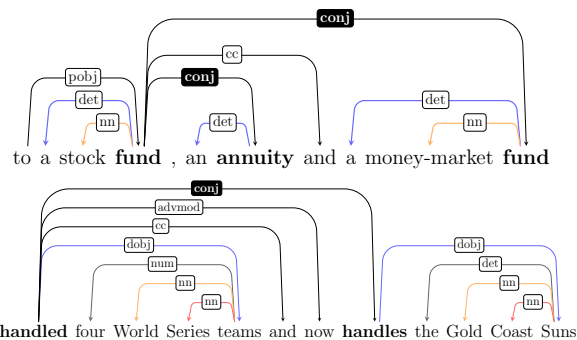 conj
cc
pobj conj
det det det
nn nn
to a stock fund , an annuity and a money-market fund
conj
advmod
cc
dobj dobj
num det
nn nn
nn nn
handled four World Series teams and now handles the Gold Coast Suns